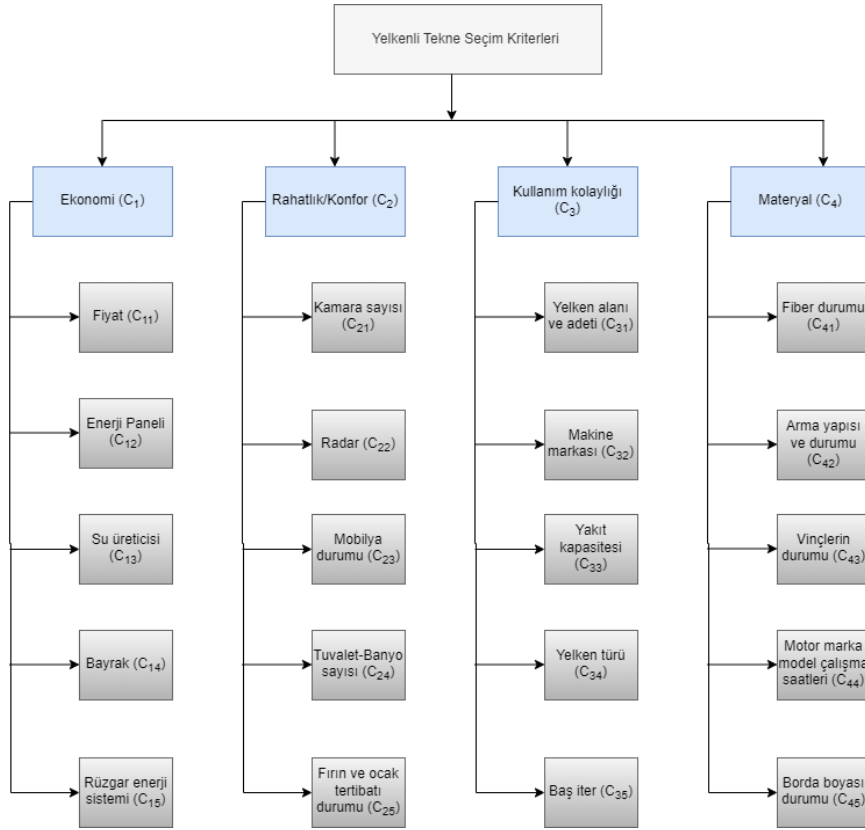 Yelkenli Tekne Seçim Kriterleri
Ekonomi (C₁)
Rahatlık/Konfor (C₂)
Kullanım kolaylığı
(C₃)
Materyal (C₄)
Fiyat (C₁₁)
Enerji Paneli
(C₁₂)
Su üreticisi
(C₁₃)
Bayrak (C₁₄)
Rüzgar enerji
sistemi (C₁₅)
Kamara sayısı
(C₂₁)
Radar (C₂₂)
Mobilya
durumu (C₂₃)
Tuvalet-Banyo
sayısı (C₂₄)
Fırın ve ocak
tertibatı
durumu (C₂₅)
Yelken alanı
ve adeti (C₃₁)
Makine
markası (C₃₂)
Yakıt
kapasitesi
(C₃₃)
Yelken türü
(C₃₄)
Baş iter (C₃₅)
Fiber durumu
(C₄₁)
Arma yapısı
ve durumu
(C₄₂)
Vinçlerin
durumu (C₄₃)
Motor marka
model çalışma
saatleri (C₄₄)
Borda boyası
durumu (C₄₅)